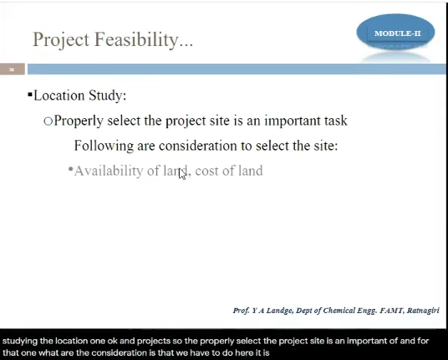 Project Feasibility...
MODULE-II
▪Location Study:
○Properly select the project site is an important task
Following are consideration to select the site:
•Availability of land, cost of land
Prof. Y A Landge, Dept of Chemical Engg. FAMT, Ratnagiri
studying the location one ok and projects so the properly select the project site is an important of and for
that one what are the consideration is that we have to do here it is